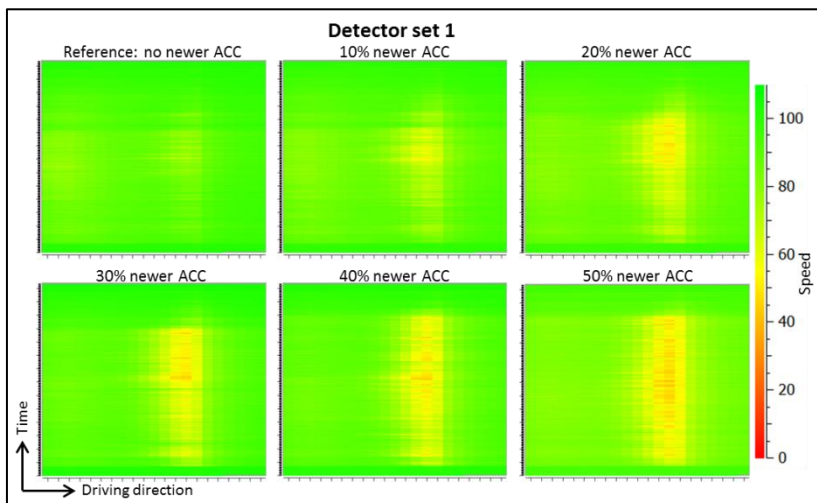 Detector set 1
Reference: no newer ACC
10% newer ACC
20% newer ACC
30% newer ACC
40% newer ACC
50% newer ACC
100
80
60
40
20
0
Speed
Time
Driving direction